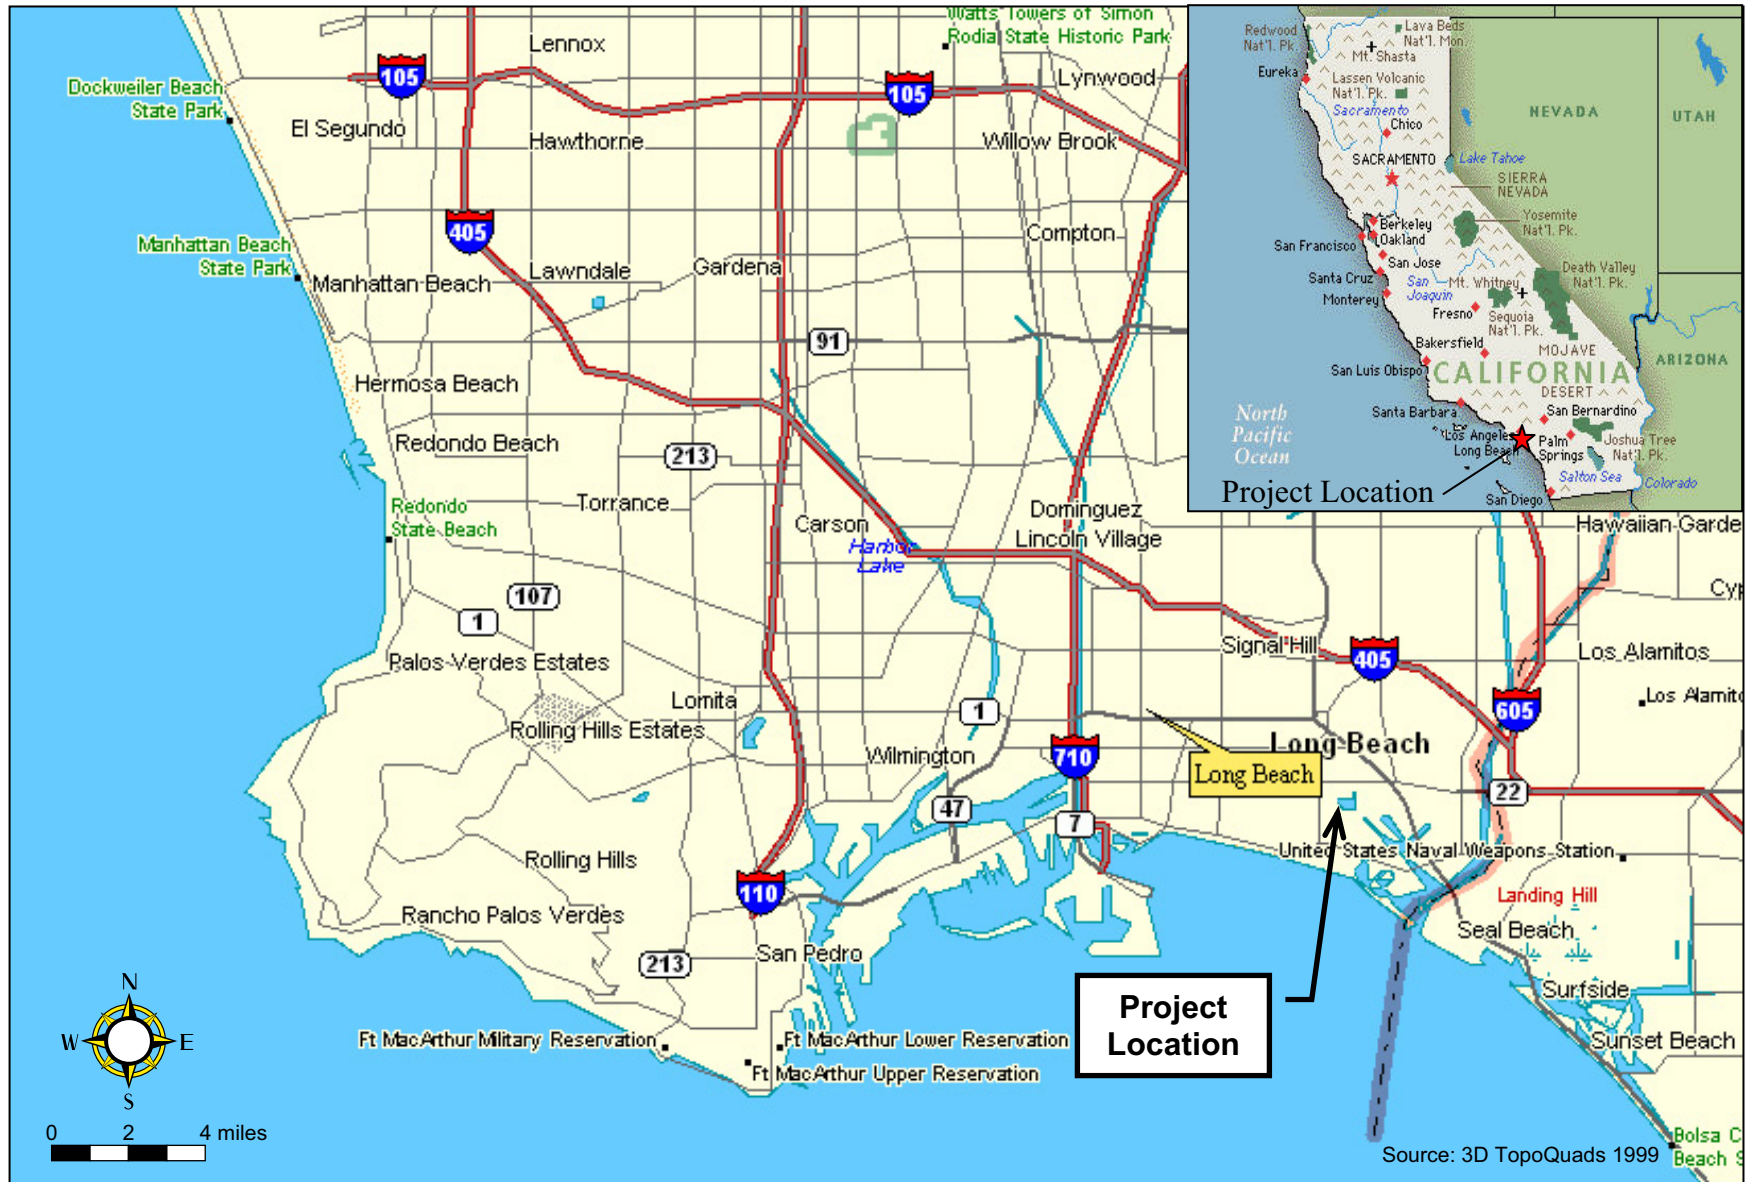 Watts Towers of Simon
Rodia State Historic Park
Lennox
105
105
Lynwood
Dockweiler Beach
State Park
El Segundo
Hawthorne
Willow Brook
405
Compton
Manhattan Beach
State Park
Manhattan Beach
Lawndale
Gardena
91
Hermosa Beach
Redondo Beach
213
Redondo
State Beach
Torrance
Carson
Harbor
Lake
Dominguez
Lincoln Village
107
1
Palos Verdes Estates
Lomita
Rolling Hills Estates
1
Wilmington
710
47
7
Signal Hill
405
Long Beach
Long Beach
605
22
Hawaiian Garde
Cyp
Los Alamitos
Los Alamito
United States Naval Weapons Station
Landing Hill
Seal Beach
Surfside
Sunset Beach
Bolsa C
Beach S
Rolling Hills
110
Rancho Palos Verdes
213
San Pedro
Ft MacArthur Military Reservation
Ft MacArthur Lower Reservation
Ft MacArthur Upper Reservation
Project
Location
N
W
E
S
0 2 4 miles
Source: 3D TopoQuads 1999
Redwood
Nat'l. Pk.
Lava Beds
Nat'l. Mon.
Mt. Shasta
Eureka
Lassen Volcanic
Nat'l. Pk.
Sacramento
Chico
NEVADA
UTAH
SACRAMENTO
Lake Tahoe
SIERRA
NEVADA
Yosemite
Nat'l. Pk.
Berkeley
Oakland
San Francisco
San Jose
Santa Cruz
San
Joaquin
Mt. Whitney
Death Valley
Nat'l. Pk.
Monterey
Fresno
Sequoia
Nat'l. Pk.
Bakersfield
MOJAVE
DESERT
ARIZONA
San Luis Obispo
CALIFORNIA
Santa Barbara
San Bernardino
North
Pacific
Ocean
Los Angeles
Long Beach
Palm
Springs
Joshua Tree
Nat'l. Pk.
Salton Sea
Colorado
San Diego
Project Location